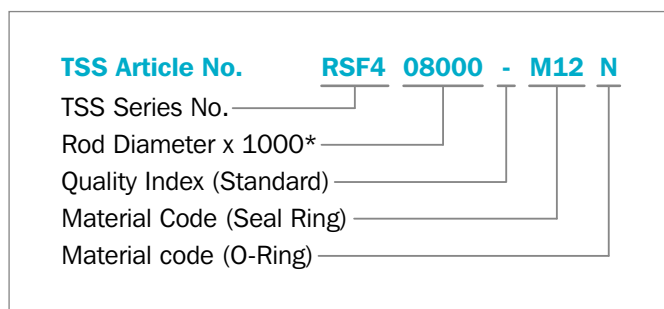 TSS Article No. RSF4 08000 - M12 N
TSS Series No.
Rod Diameter x 1000*
Quality Index (Standard)
Material Code (Seal Ring)
Material code (O-Ring)